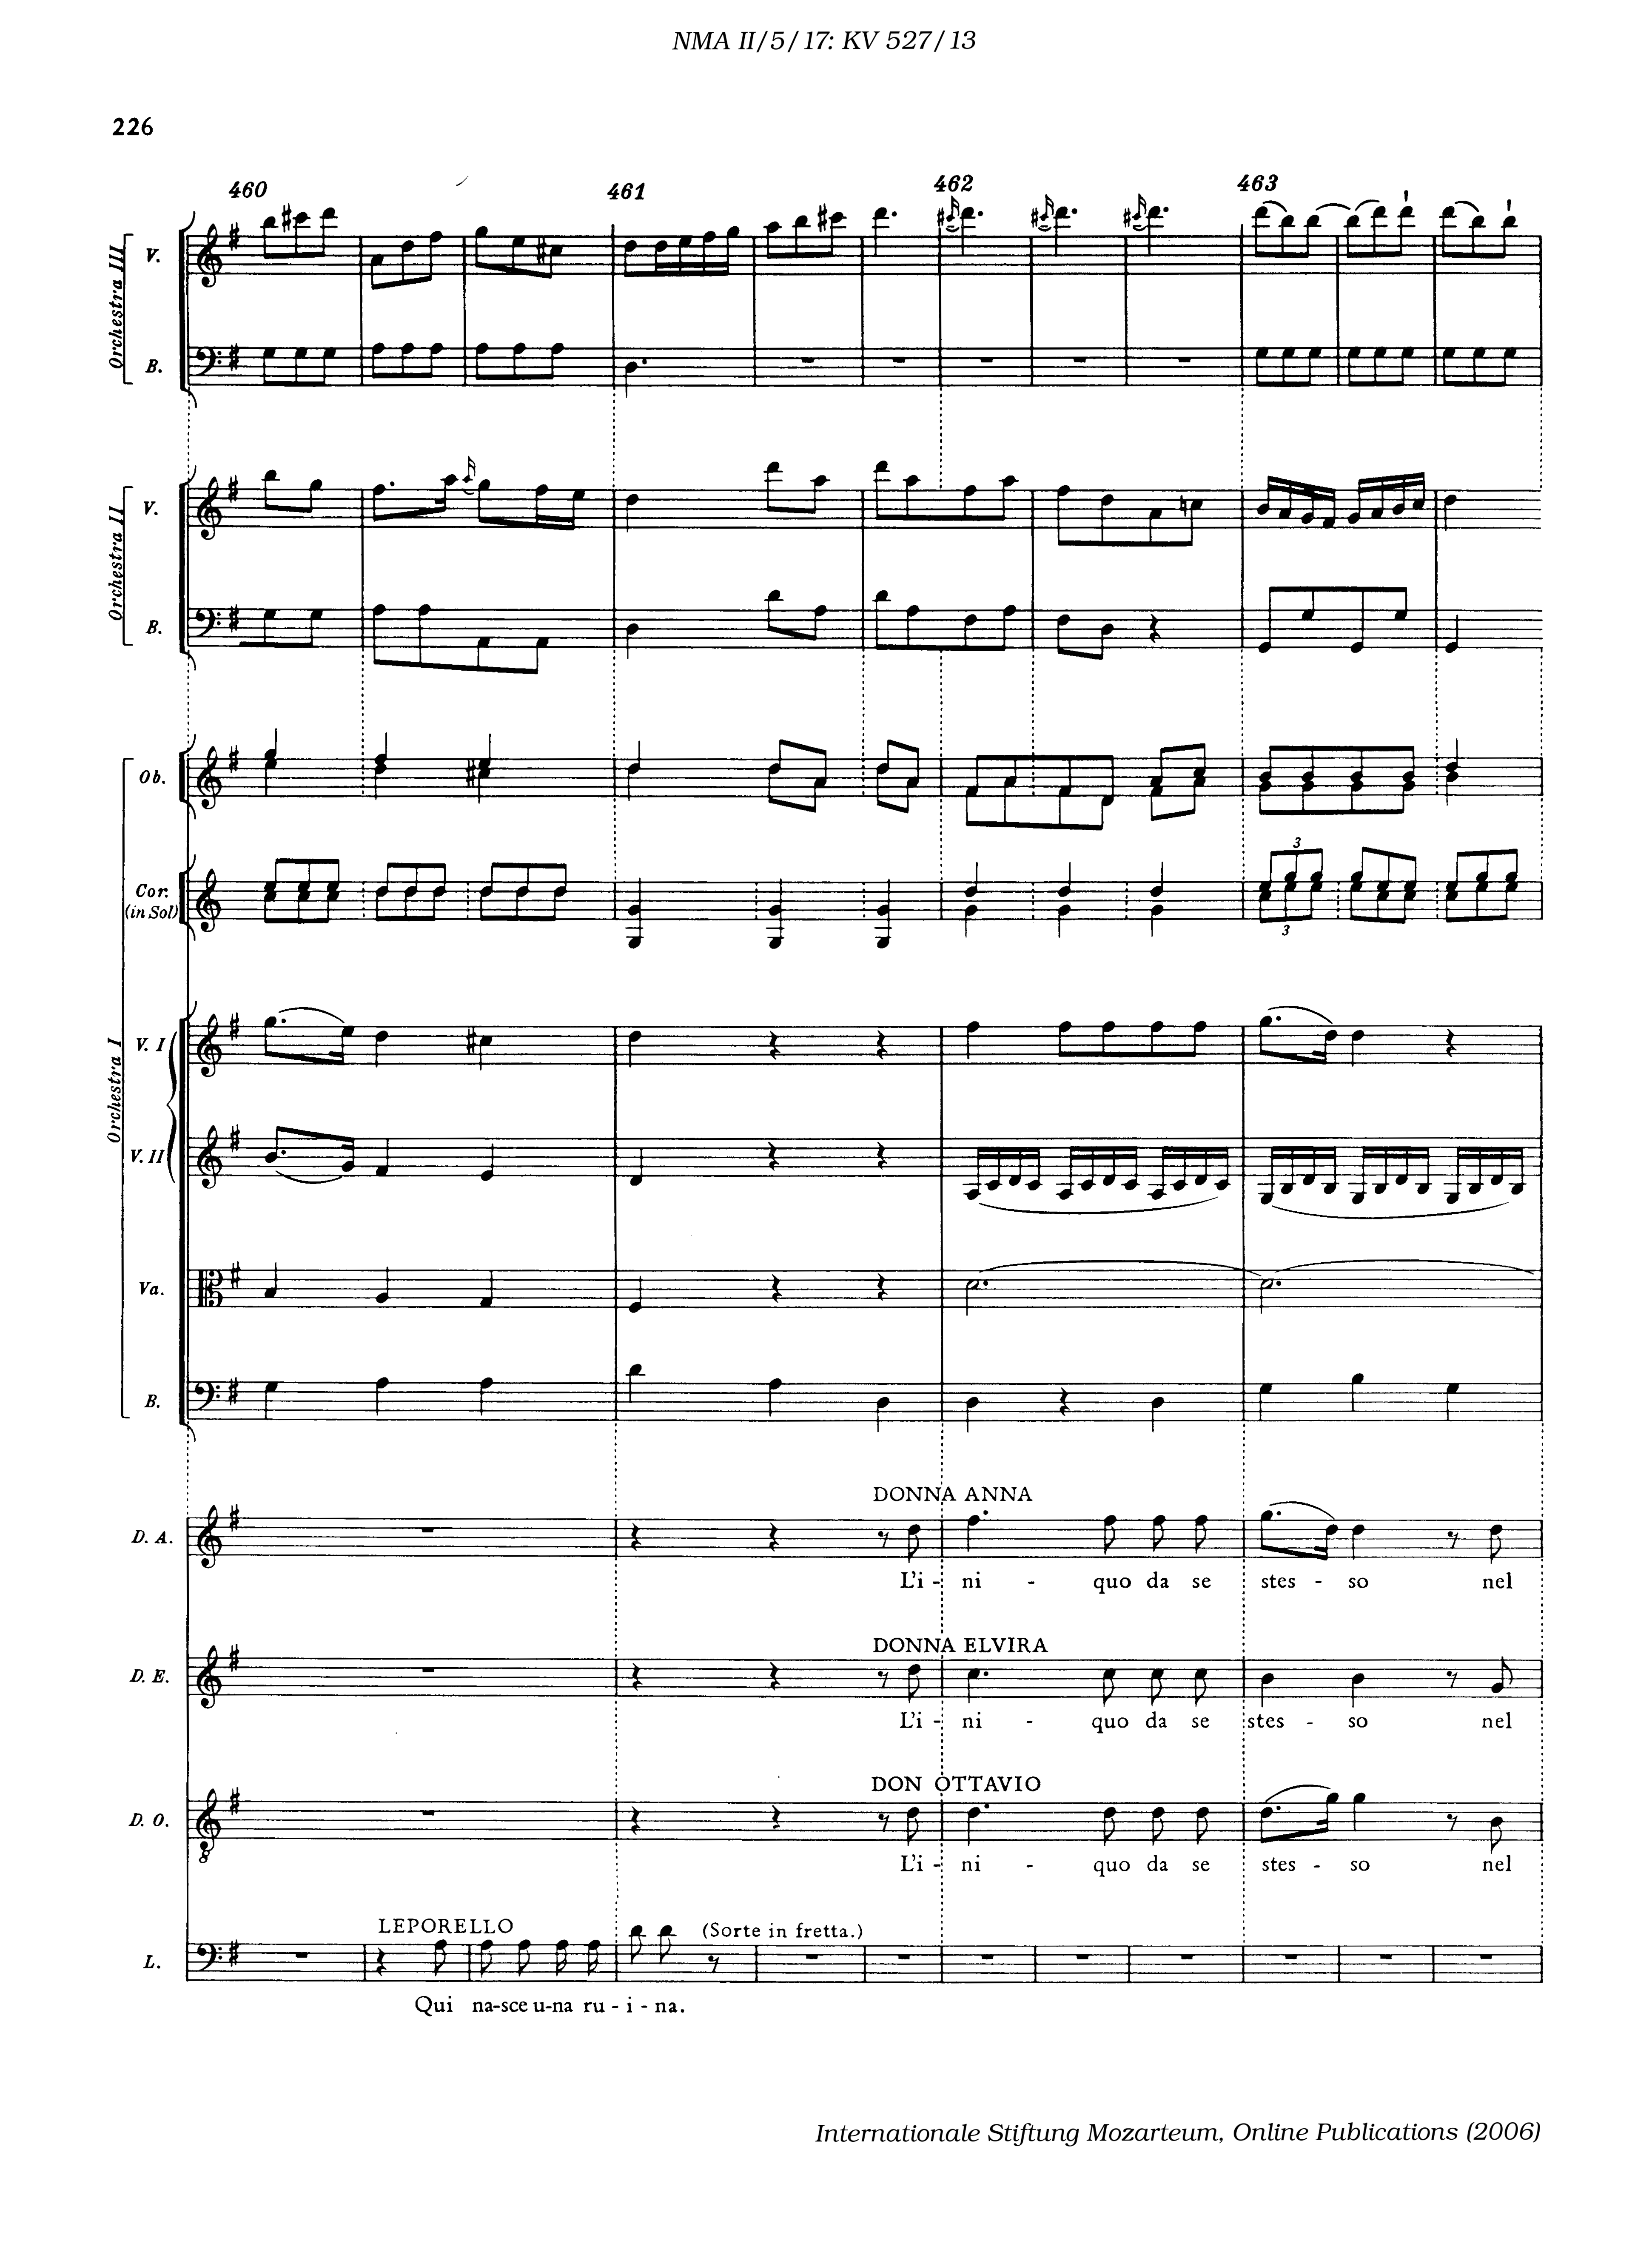 NMA II/5/17: KV 527/13
226
460 461 462 463
Orchestra III
V.
B.
Orchestra II
V.
B.
Orchestra I
Ob.
Cor.
(in Sol)
3
3
V. I
V. II
Va.
B.
DONNA ANNA
D. A.
L'i - ni - quo da se stes - so nel
DONNA ELVIRA
D. E.
L'i - ni - quo da se stes - so nel
DON OTTAVIO
D. O.
8
L'i - ni - quo da se stes - so nel
LEPORELLO (Sorte in fretta.)
L.
Qui na-sce u-na ru - i - na.
Internationale Stiftung Mozarteum, Online Publications (2006)